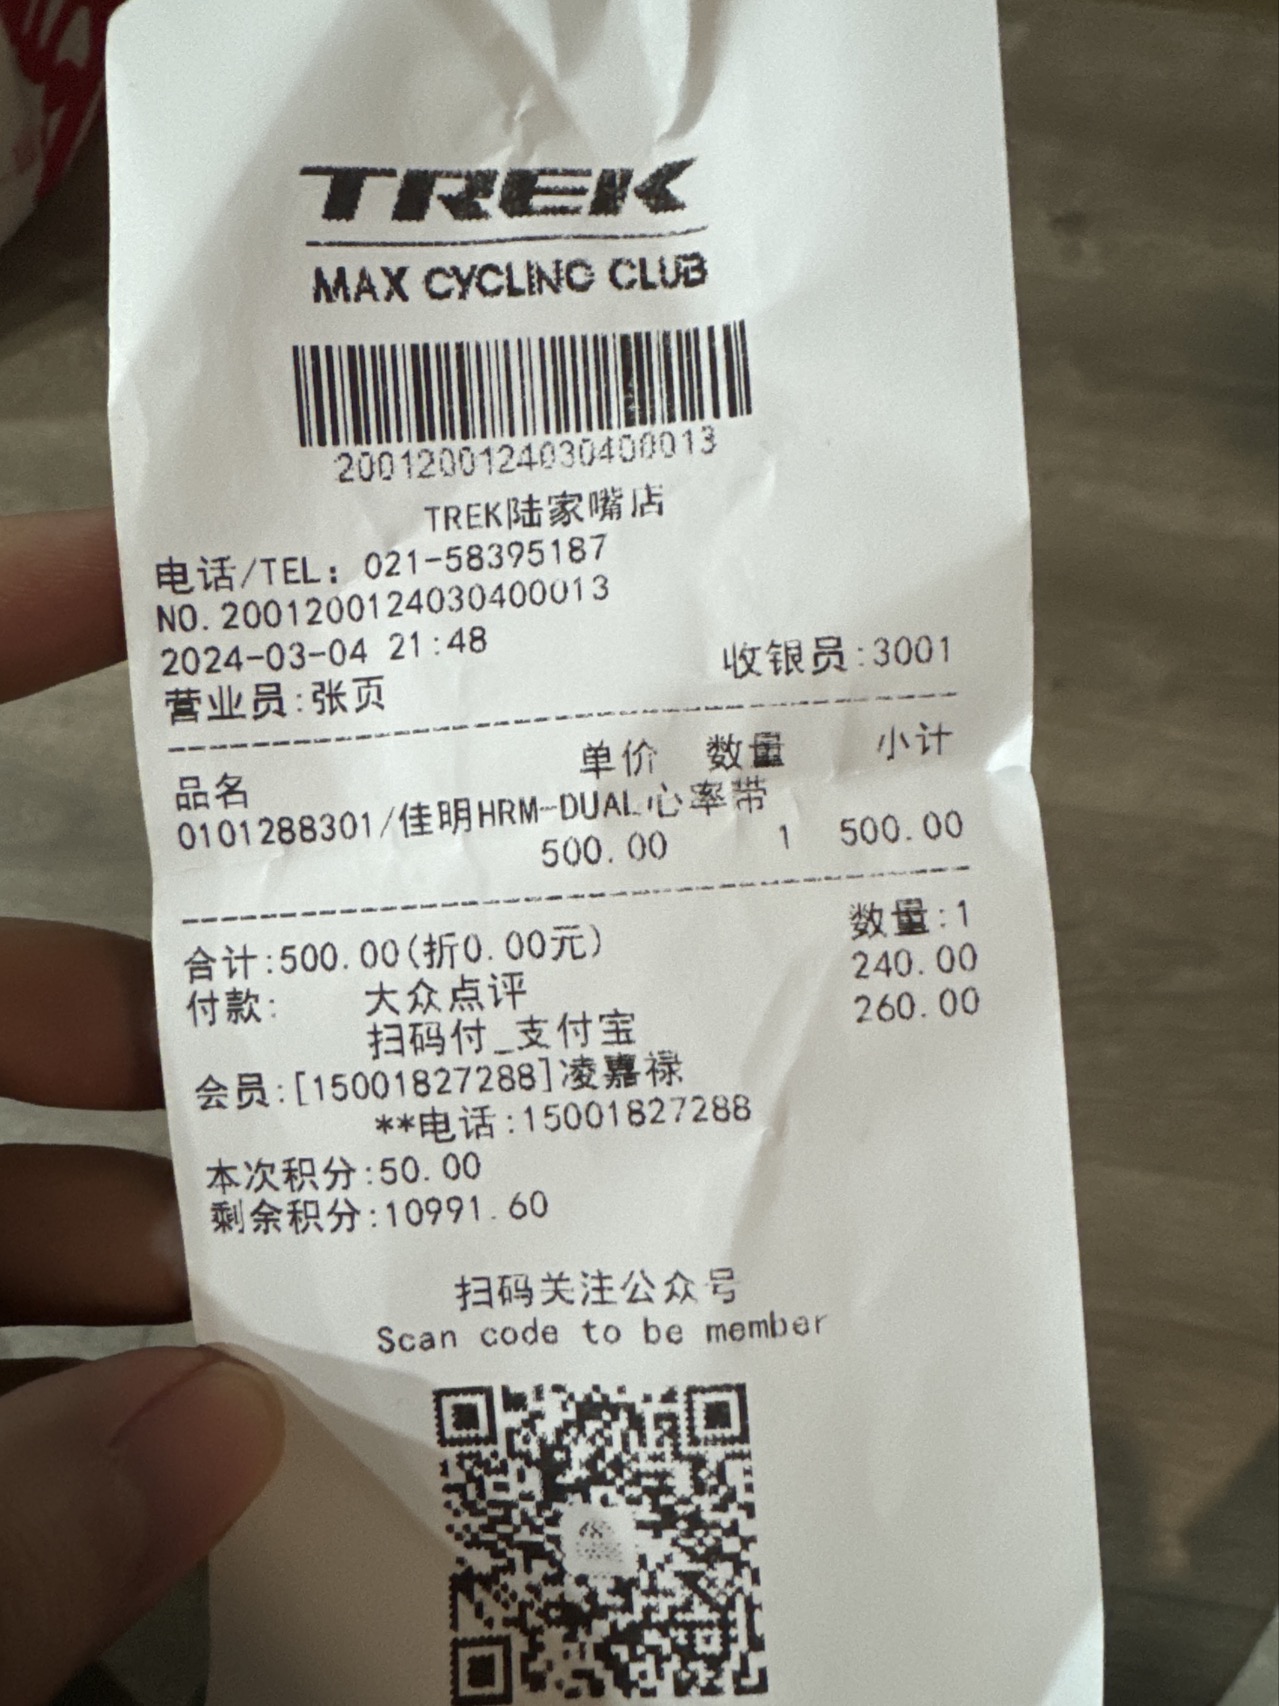 TREK
MAX CYCLING CLUB
2001200124030400013
TREK陆家嘴店
电话/TEL: 021-58395187
NO.2001200124030400013
2024-03-04 21:48
收银员:3001
营业员:张页
品名 单价 数量 小计
0101288301/佳明HRM-DUAL心率带
500.00 1 500.00
合计:500.00(折0.00元) 数量:1
付款: 大众点评 240.00
扫码付_支付宝 260.00
会员:[15001827288]凌嘉禄
**电话:15001827288
本次积分:50.00
剩余积分:10991.60
扫码关注公众号
Scan code to be member